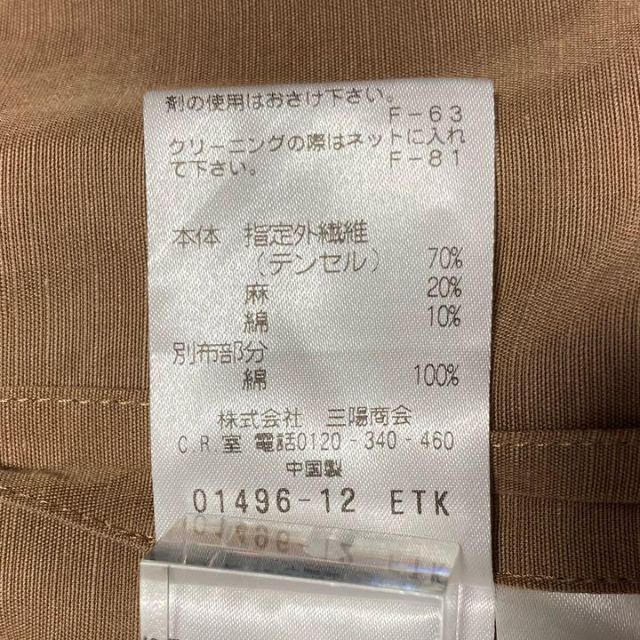 剤の使用はおさけ下さい。
F-63
クリーニングの際はネットに入れ
て下さい。 F-81
本体 指定外繊維
(テンセル) 70%
麻 20%
綿 10%
別布部分
綿 100%
株式会社 三陽商会
C.R.室 電話0120-340-460
中国製
01496-12 ETK